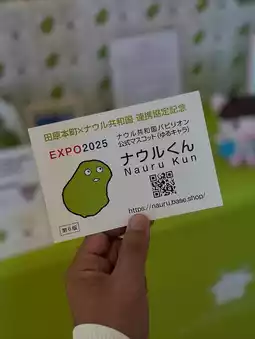 田原本町×ナウル共和国 連携協定記念
EXPO2025
ナウル共和国パビリオン
公式マスコット(ゆるキャラ)
ナウルくん
Nauru Kun
https://nauru.base.shop/